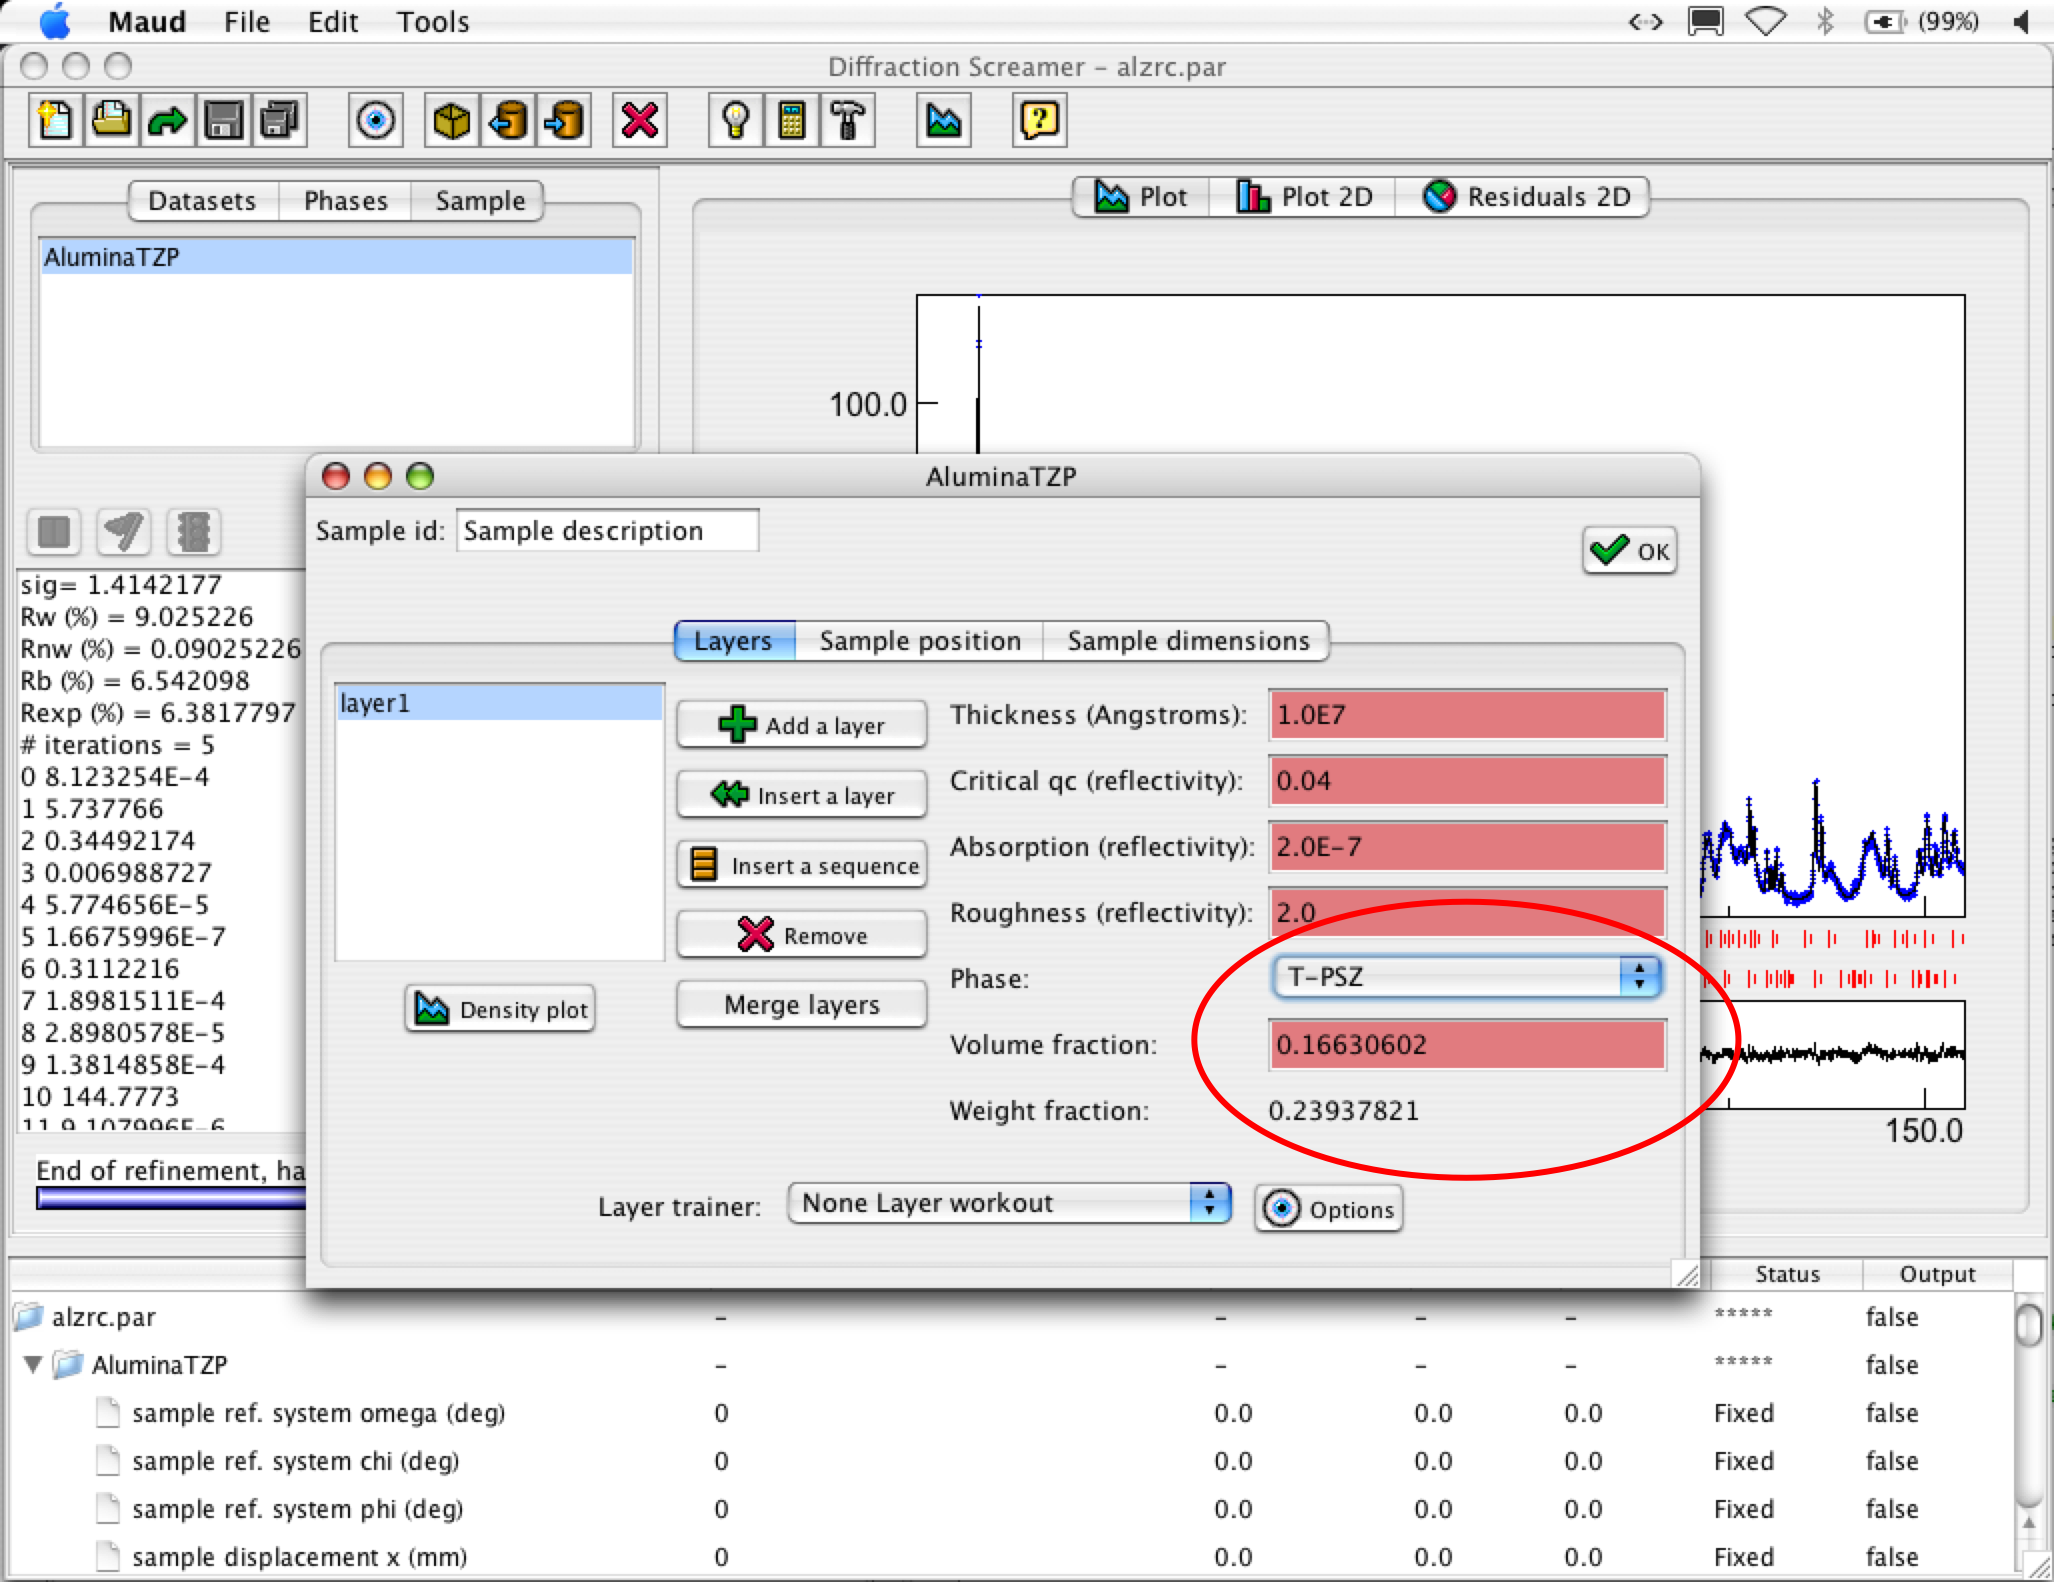 Maud File Edit Tools (99%)
Diffraction Screamer – alzrc.par
Datasets Phases Sample
Plot Plot 2D Residuals 2D
AluminaTZP
100.0
AluminaTZP
Sample id: Sample description
OK
sig= 1.4142177
Rw (%) = 9.025226
Rnw (%) = 0.09025226
Rb (%) = 6.542098
Rexp (%) = 6.3817797
# iterations = 5
0 8.123254E-4
1 5.737766
2 0.34492174
3 0.006988727
4 5.774656E-5
5 1.6675996E-7
6 0.3112216
7 1.8981511E-4
8 2.8980578E-5
9 1.3814858E-4
10 144.7773
11 9.107996E-6
End of refinement, ha
Layers Sample position Sample dimensions
layer1
Density plot
Add a layer
Insert a layer
Insert a sequence
Remove
Merge layers
Thickness (Angstroms): 1.0E7
Critical qc (reflectivity): 0.04
Absorption (reflectivity): 2.0E-7
Roughness (reflectivity): 2.0
Phase: T-PSZ
Volume fraction: 0.16630602
Weight fraction: 0.23937821
Layer trainer: None Layer workout Options
150.0
Status Output
alzrc.par – – – – ***** false
AluminaTZP – – – – ***** false
sample ref. system omega (deg) 0 0.0 0.0 0.0 Fixed false
sample ref. system chi (deg) 0 0.0 0.0 0.0 Fixed false
sample ref. system phi (deg) 0 0.0 0.0 0.0 Fixed false
sample displacement x (mm) 0 0.0 0.0 0.0 Fixed false